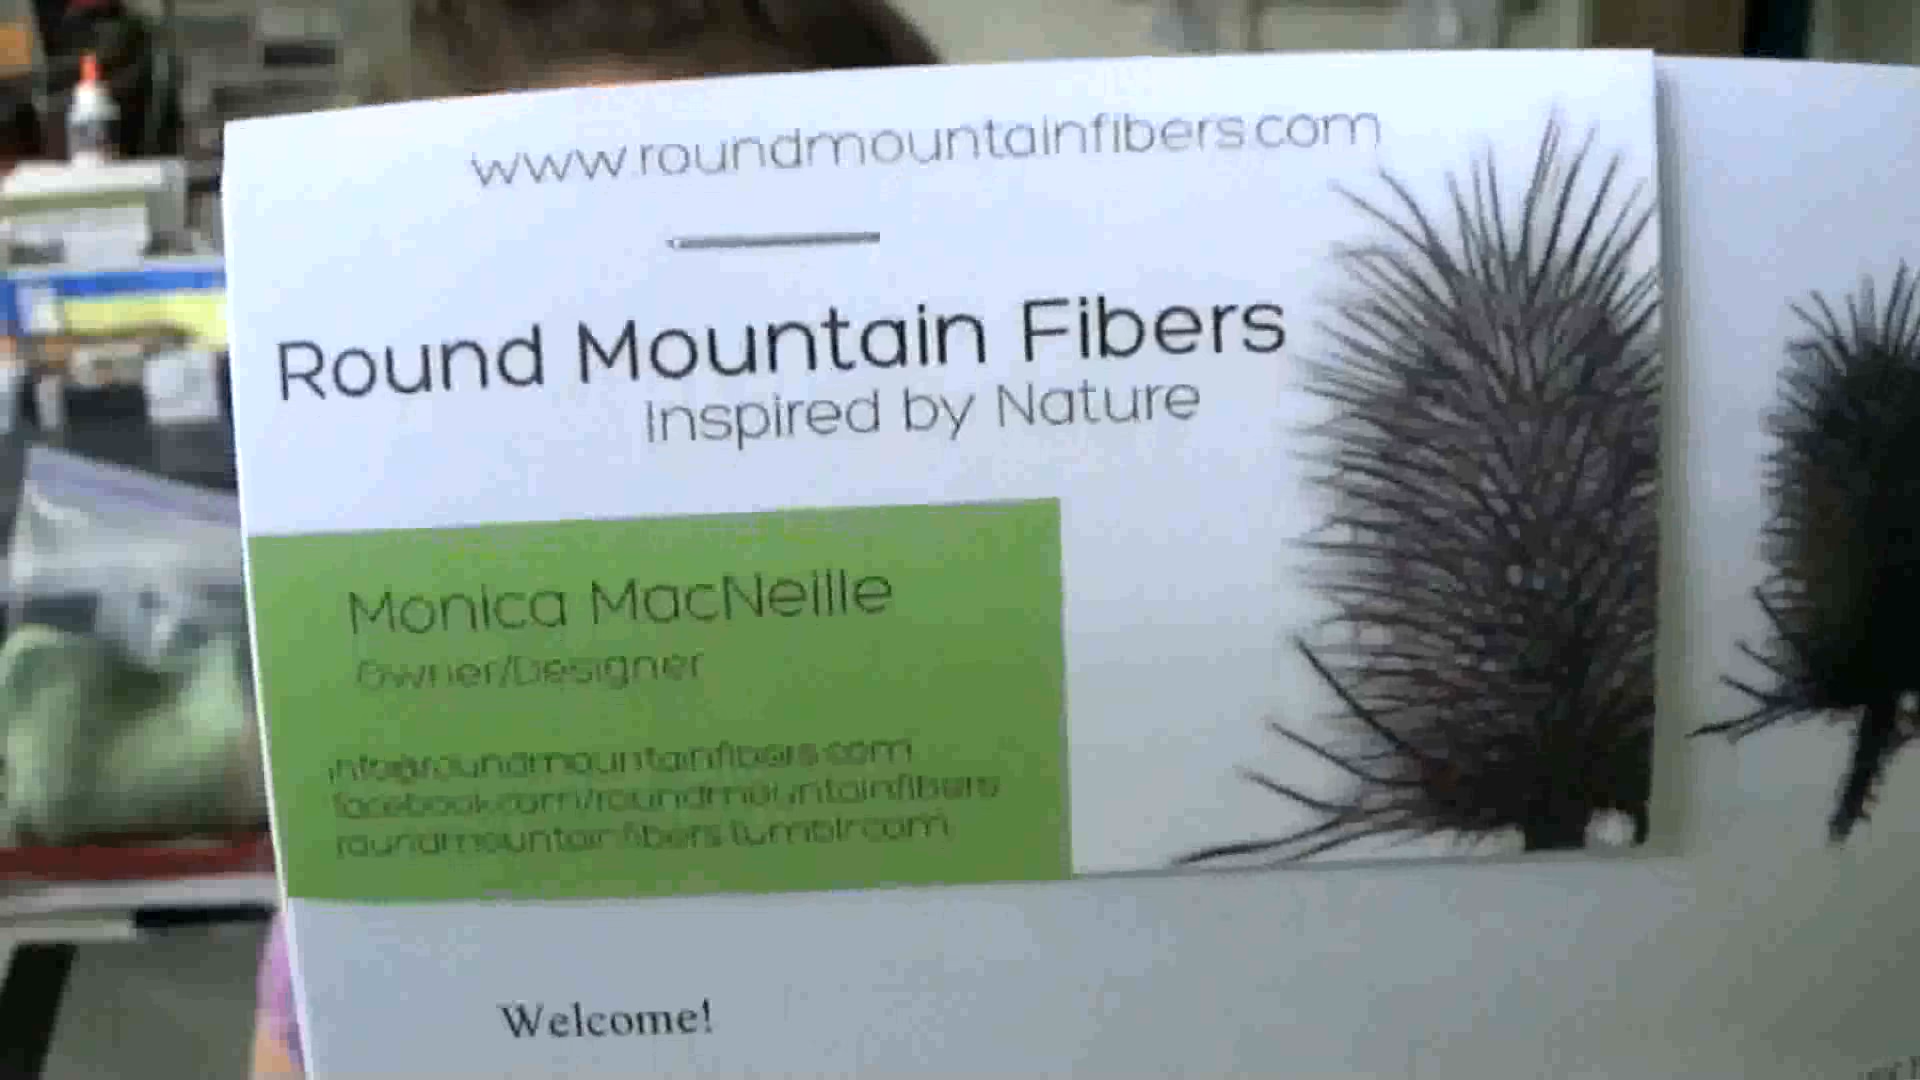 www.roundmountainfibers.com
Round Mountain Fibers
Inspired by Nature
Monica MacNeille
Owner/Designer
info@roundmountainfibers.com
facebook.com/roundmountainfibers
roundmountainfibers.tumblr.com
Welcome!